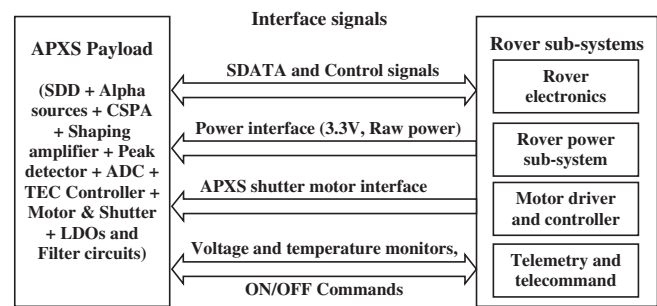 Interface signals
APXS Payload
(SDD + Alpha
sources + CSPA
+ Shaping
amplifier + Peak
detector + ADC +
TEC Controller +
Motor & Shutter
+ LDOs and
Filter circuits)
SDATA and Control signals
Power interface (3.3V, Raw power)
APXS shutter motor interface
Voltage and temperature monitors,
ON/OFF Commands
Rover sub-systems
Rover
electronics
Rover power
sub-system
Motor driver
and controller
Telemetry and
telecommand